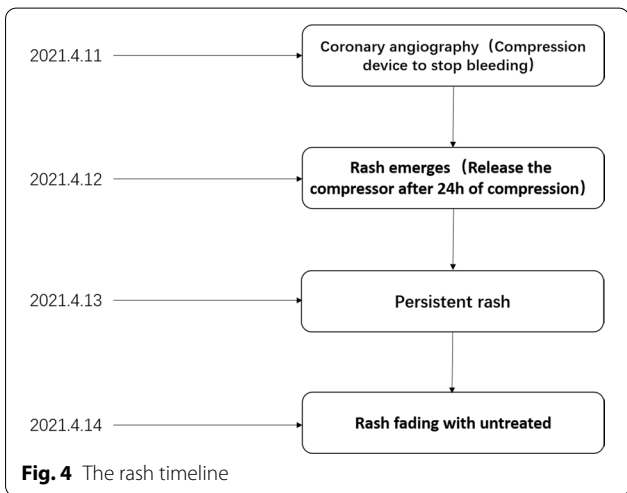 2021.4.11
Coronary angiography（Compression
device to stop bleeding）
2021.4.12
Rash emerges（Release the
compressor after 24h of compression）
2021.4.13
Persistent rash
2021.4.14
Rash fading with untreated
Fig. 4 The rash timeline